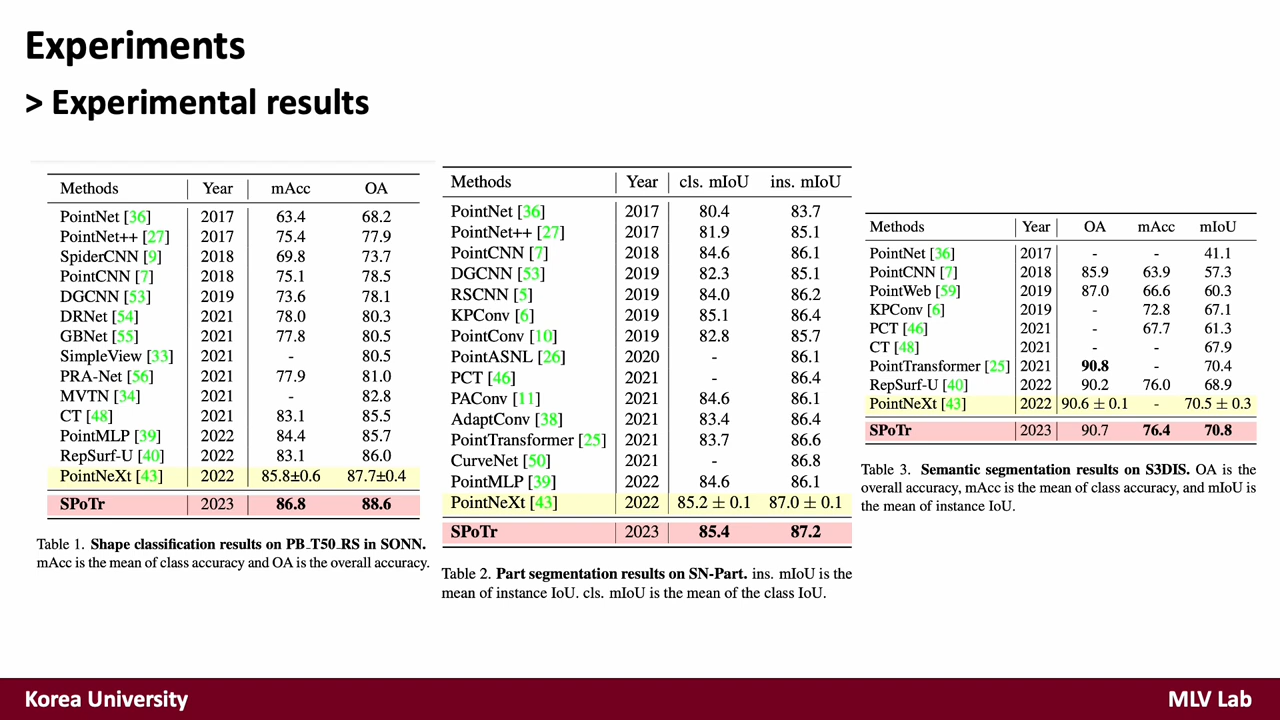 Experiments
> Experimental results
Methods Year mAcc OA
PointNet [36] 2017 63.4 68.2
PointNet++ [27] 2017 75.4 77.9
SpiderCNN [9] 2018 69.8 73.7
PointCNN [7] 2018 75.1 78.5
DGCNN [53] 2019 73.6 78.1
DRNet [54] 2021 78.0 80.3
GBNet [55] 2021 77.8 80.5
SimpleView [33] 2021 - 80.5
PRA-Net [56] 2021 77.9 81.0
MVTN [34] 2021 - 82.8
CT [48] 2021 83.1 85.5
PointMLP [39] 2022 84.4 85.7
RepSurf-U [40] 2022 83.1 86.0
PointNeXt [43] 2022 85.8±0.6 87.7±0.4
SPoTr 2023 86.8 88.6
Table 1. Shape classification results on PB_T50_RS in SONN.
mAcc is the mean of class accuracy and OA is the overall accuracy.
Methods Year cls. mIoU ins. mIoU
PointNet [36] 2017 80.4 83.7
PointNet++ [27] 2017 81.9 85.1
PointCNN [7] 2018 84.6 86.1
DGCNN [53] 2019 82.3 85.1
RSCNN [5] 2019 84.0 86.2
KPConv [6] 2019 85.1 86.4
PointConv [10] 2019 82.8 85.7
PointASNL [26] 2020 - 86.1
PCT [46] 2021 - 86.4
PAConv [11] 2021 84.6 86.1
AdaptConv [38] 2021 83.4 86.4
PointTransformer [25] 2021 83.7 86.6
CurveNet [50] 2021 - 86.8
PointMLP [39] 2022 84.6 86.1
PointNeXt [43] 2022 85.2 ± 0.1 87.0 ± 0.1
SPoTr 2023 85.4 87.2
Table 2. Part segmentation results on SN-Part. ins. mIoU is the
mean of instance IoU. cls. mIoU is the mean of the class IoU.
Methods Year OA mAcc mIoU
PointNet [36] 2017 - - 41.1
PointCNN [7] 2018 85.9 63.9 57.3
PointWeb [59] 2019 87.0 66.6 60.3
KPConv [6] 2019 - 72.8 67.1
PCT [46] 2021 - 67.7 61.3
CT [48] 2021 - - 67.9
PointTransformer [25] 2021 90.8 - 70.4
RepSurf-U [40] 2022 90.2 76.0 68.9
PointNeXt [43] 2022 90.6 ± 0.1 - 70.5 ± 0.3
SPoTr 2023 90.7 76.4 70.8
Table 3. Semantic segmentation results on S3DIS. OA is the
overall accuracy, mAcc is the mean of class accuracy, and mIoU is
the mean of instance IoU.
Korea University
MLV Lab